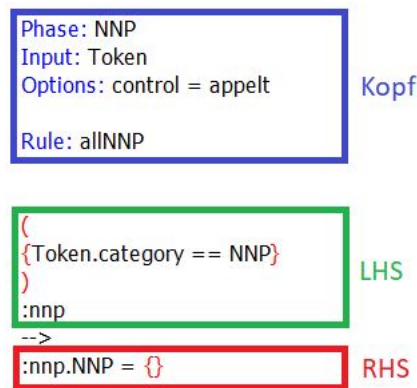 Phase: NNP
Input: Token
Options: control = appelt
Kopf
Rule: allNNP
(
{Token.category == NNP}
)
LHS
:nnp
-->
:nnp.NNP = {}
RHS